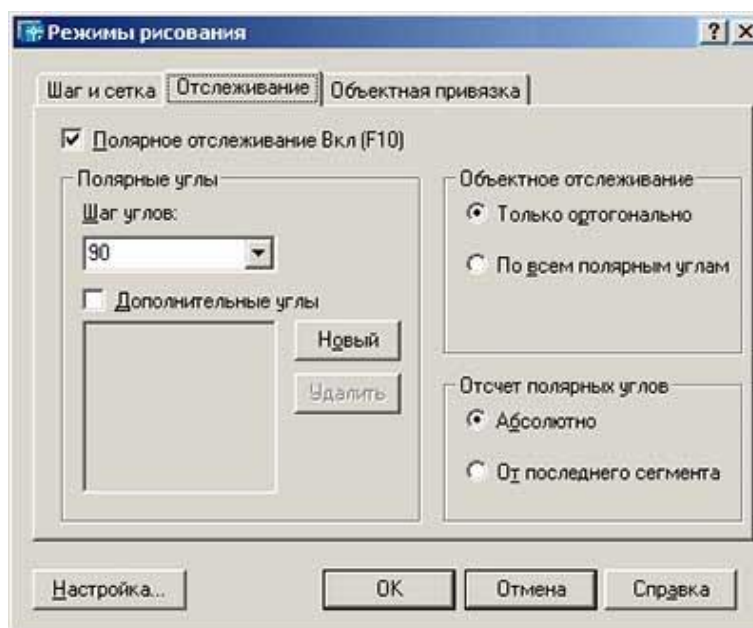 Режимы рисования
Шаг и сетка
Отслеживание
Объектная привязка
Полярное отслеживание Вкл (F10)
Полярные углы
Шаг углов:
90
Дополнительные углы
Новый
Удалить
Объектное отслеживание
Только ортогонально
По всем полярным углам
Отсчет полярных углов
Абсолютно
От последнего сегмента
Настройка...
OK
Отмена
Справка